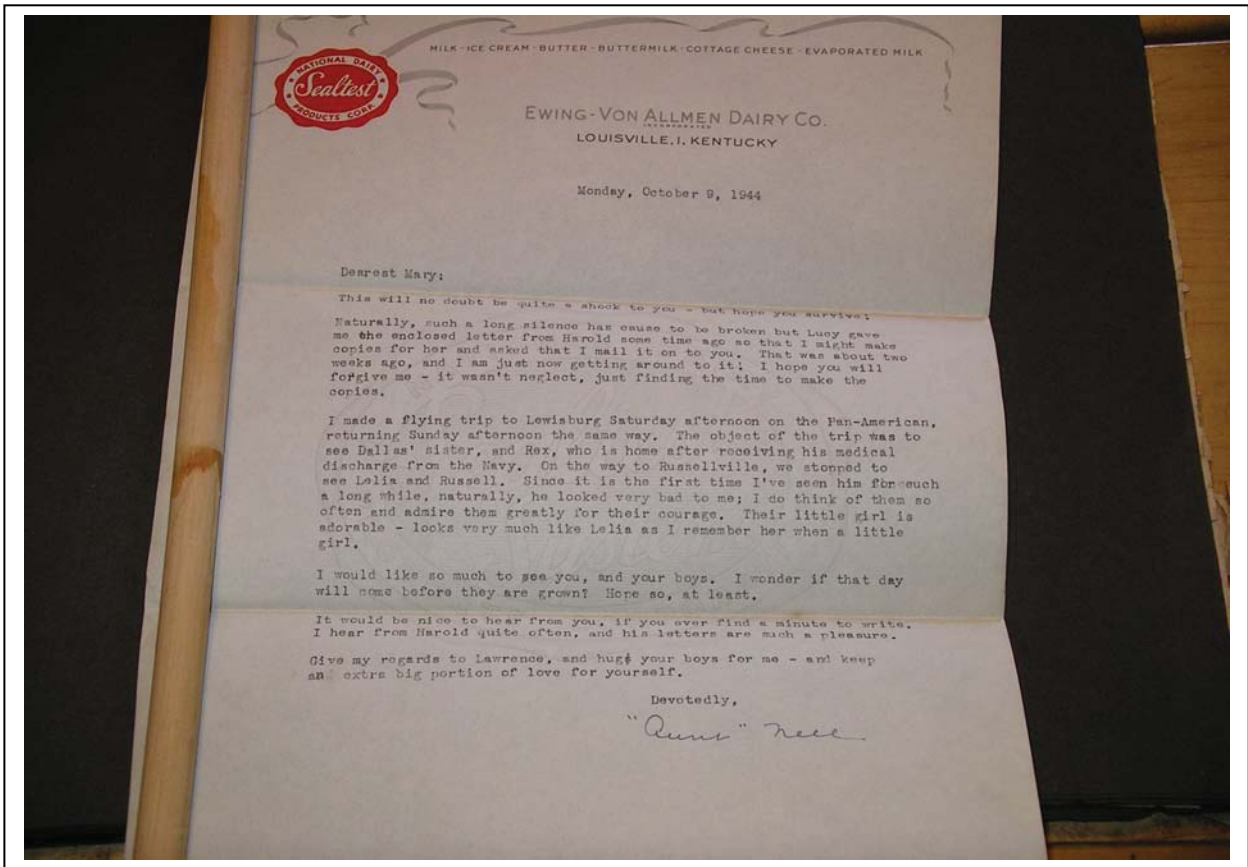 MILK - ICE CREAM - BUTTER - BUTTERMILK - COTTAGE CHEESE - EVAPORATED MILK
NATIONAL DAIRY
Sealtest
PRODUCTS CORP.
EWING-VON ALLMEN DAIRY CO.
INCORPORATED
LOUISVILLE, 1, KENTUCKY
Monday, October 9, 1944
Dearest Mary:
This will no doubt be quite a shock to you - but hope you survive!
Naturally, such a long silence has cause to be broken but Lucy gave
me the enclosed letter from Harold some time ago so that I might make
copies for her and asked that I mail it on to you. That was about two
weeks ago, and I am just now getting around to it! I hope you will
forgive me - it wasn't neglect, just finding the time to make the
copies.
I made a flying trip to Lewisburg Saturday afternoon on the Pan-American,
returning Sunday afternoon the same way. The object of the trip was to
see Dallas' sister, and Rex, who is home after receiving his medical
discharge from the Navy. On the way to Russellville, we stopped to
see Lelia and Russell. Since it is the first time I've seen him for such
a long while, naturally, he looked very bad to me; I do think of them so
often and admire them greatly for their courage. Their little girl is
adorable - looks very much like Lelia as I remember her when a little
girl.
I would like so much to see you, and your boys. I wonder if that day
will come before they are grown? Hope so, at least.
It would be nice to hear from you, if you ever find a minute to write.
I hear from Harold quite often, and his letters are such a pleasure.
Give my regards to Lawrence, and hug your boys for me - and keep
an extra big portion of love for yourself.
Devotedly,
"Aunt" Nell